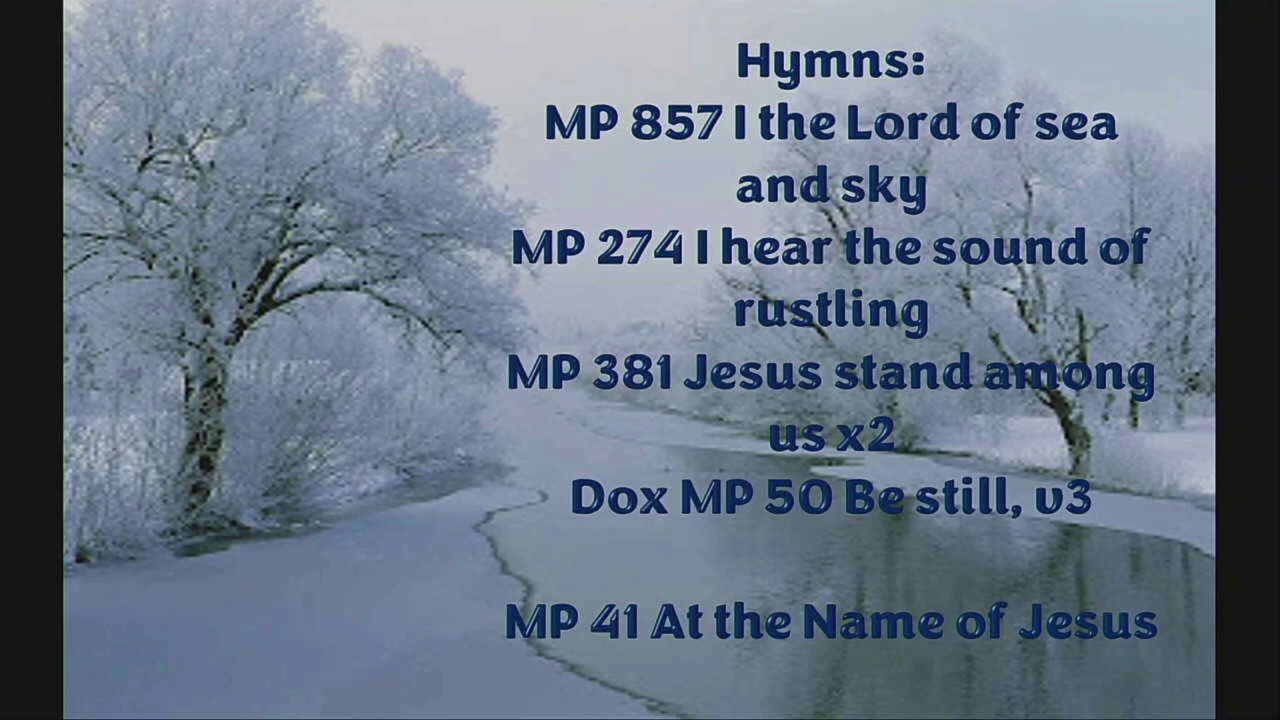 Hymns:
MP 857 I the Lord of sea
and sky
MP 274 I hear the sound of
rustling
MP 381 Jesus stand among
us x2
Dox MP 50 Be still, v3
MP 41 At the Name of Jesus